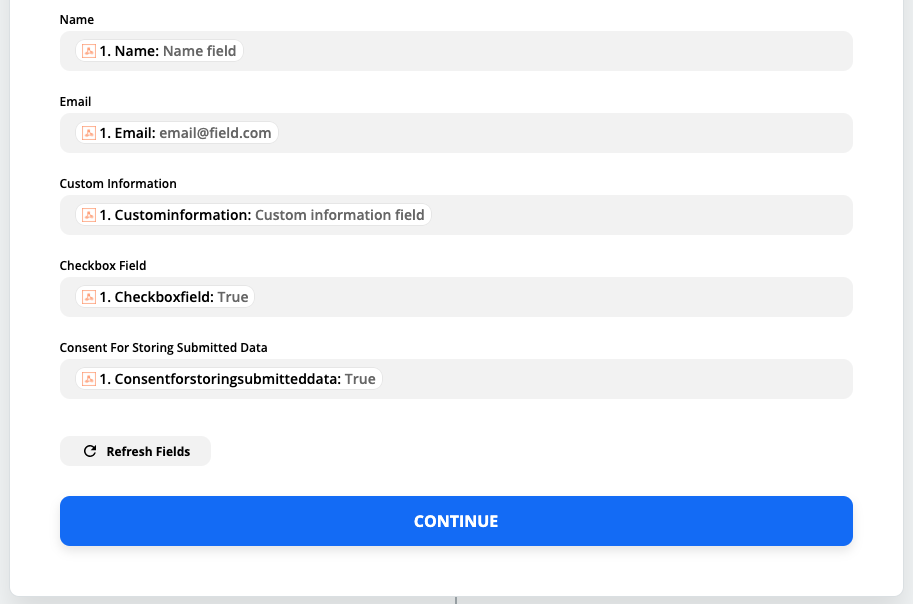 Name
1. Name: Name field
Email
1. Email: email@field.com
Custom Information
1. Custominformation: Custom information field
Checkbox Field
1. Checkboxfield: True
Consent For Storing Submitted Data
1. Consentforstoringsubmitteddata: True
Refresh Fields
CONTINUE